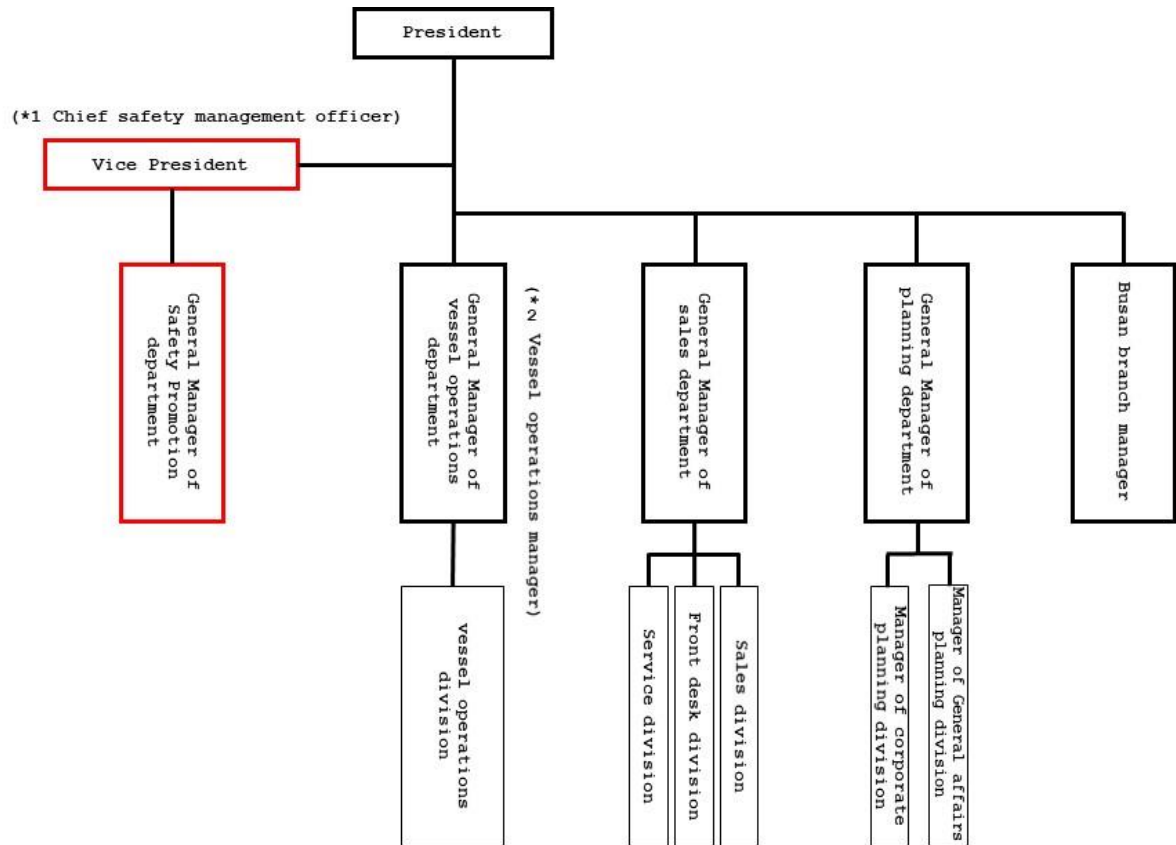 President
(*1 Chief safety management officer)
Vice President
General Manager of
Safety Promotion
department
General Manager of
vessel operations
department
(*2 Vessel operations manager)
General Manager of
sales department
General Manager of
planning department
Busan branch manager
vessel operations
division
Service division
Front desk division
Sales division
Manager of corporate
planning division
Manager of General affairs
planning division